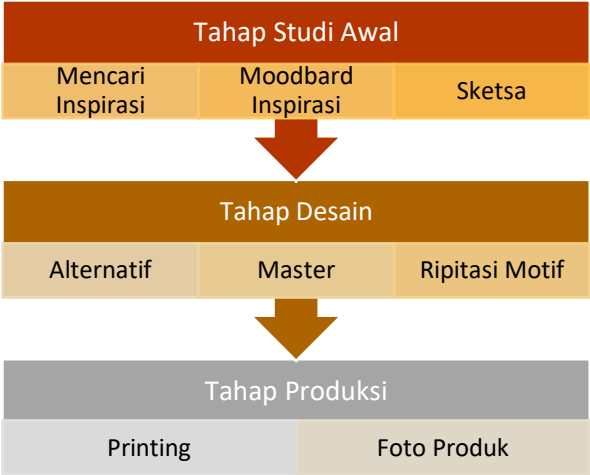 Tahap Studi Awal
Mencari
Inspirasi
Moodbard
Inspirasi
Sketsa
Tahap Desain
Alternatif
Master
Ripitasi Motif
Tahap Produksi
Printing
Foto Produk